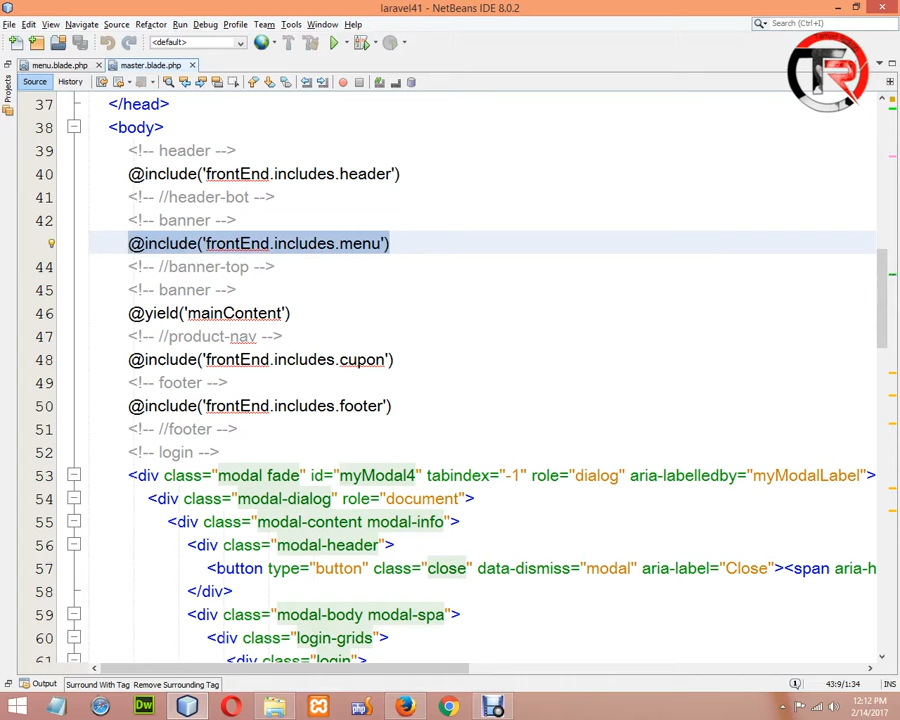 laravel41 - NetBeans IDE 8.0.2
File Edit View Navigate Source Refactor Run Debug Profile Team Tools Window Help
<default>
Search (Ctrl+I)
menu.blade.php master.blade.php
TR
Projects
Source History
37 </head>
38 <body>
39 <!-- header -->
40 @include('frontEnd.includes.header')
41 <!-- //header-bot -->
42 <!-- banner -->
@include('frontEnd.includes.menu')
44 <!-- //banner-top -->
45 <!-- banner -->
46 @yield('mainContent')
47 <!-- //product-nav -->
48 @include('frontEnd.includes.cupon')
49 <!-- footer -->
50 @include('frontEnd.includes.footer')
51 <!-- //footer -->
52 <!-- login -->
53 <div class="modal fade" id="myModal4" tabindex="-1" role="dialog" aria-labelledby="myModalLabel">
54 <div class="modal-dialog" role="document">
55 <div class="modal-content modal-info">
56 <div class="modal-header">
57 <button type="button" class="close" data-dismiss="modal" aria-label="Close"><span aria-h
58 </div>
59 <div class="modal-body modal-spa">
60 <div class="login-grids">
61 <div class="login">
Output Surround With Tag Remove Surrounding Tag 43:9/1:34
Dw php 12:12 PM
2/14/2017